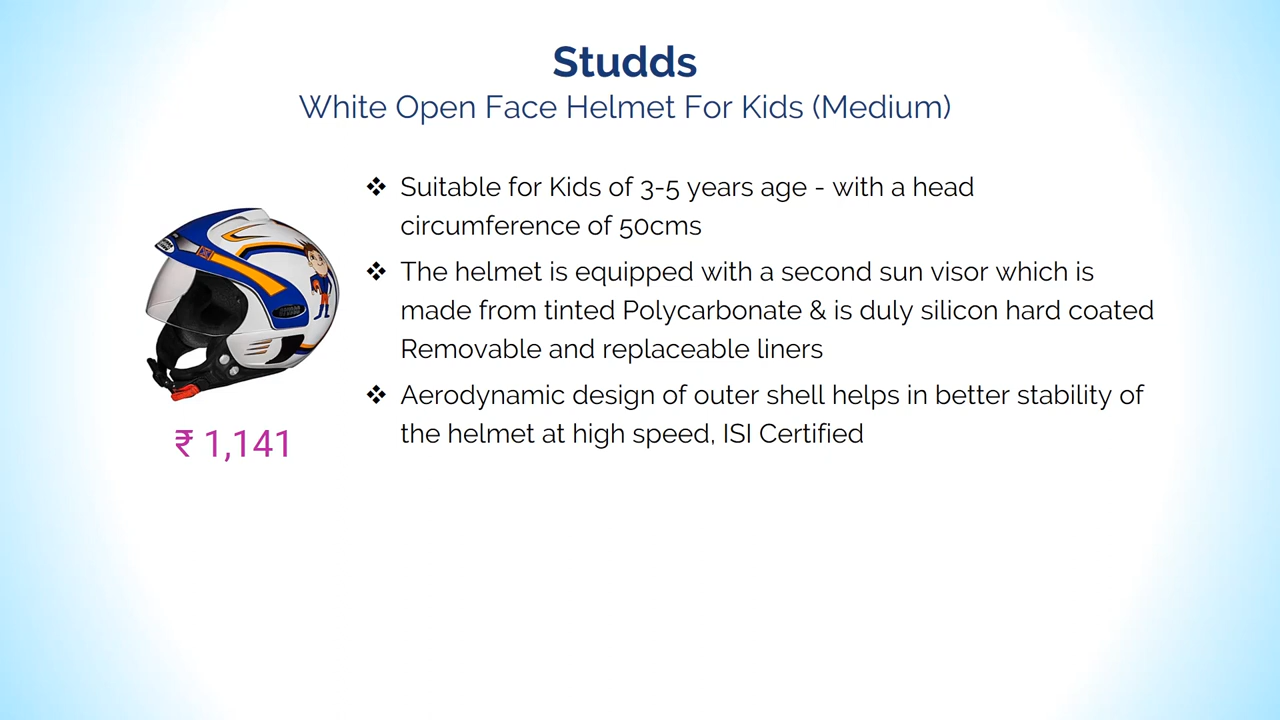 Studds
White Open Face Helmet For Kids (Medium)
❖ Suitable for Kids of 3-5 years age - with a head
circumference of 50cms
❖ The helmet is equipped with a second sun visor which is
made from tinted Polycarbonate & is duly silicon hard coated
Removable and replaceable liners
❖ Aerodynamic design of outer shell helps in better stability of
the helmet at high speed, ISI Certified
₹ 1,141